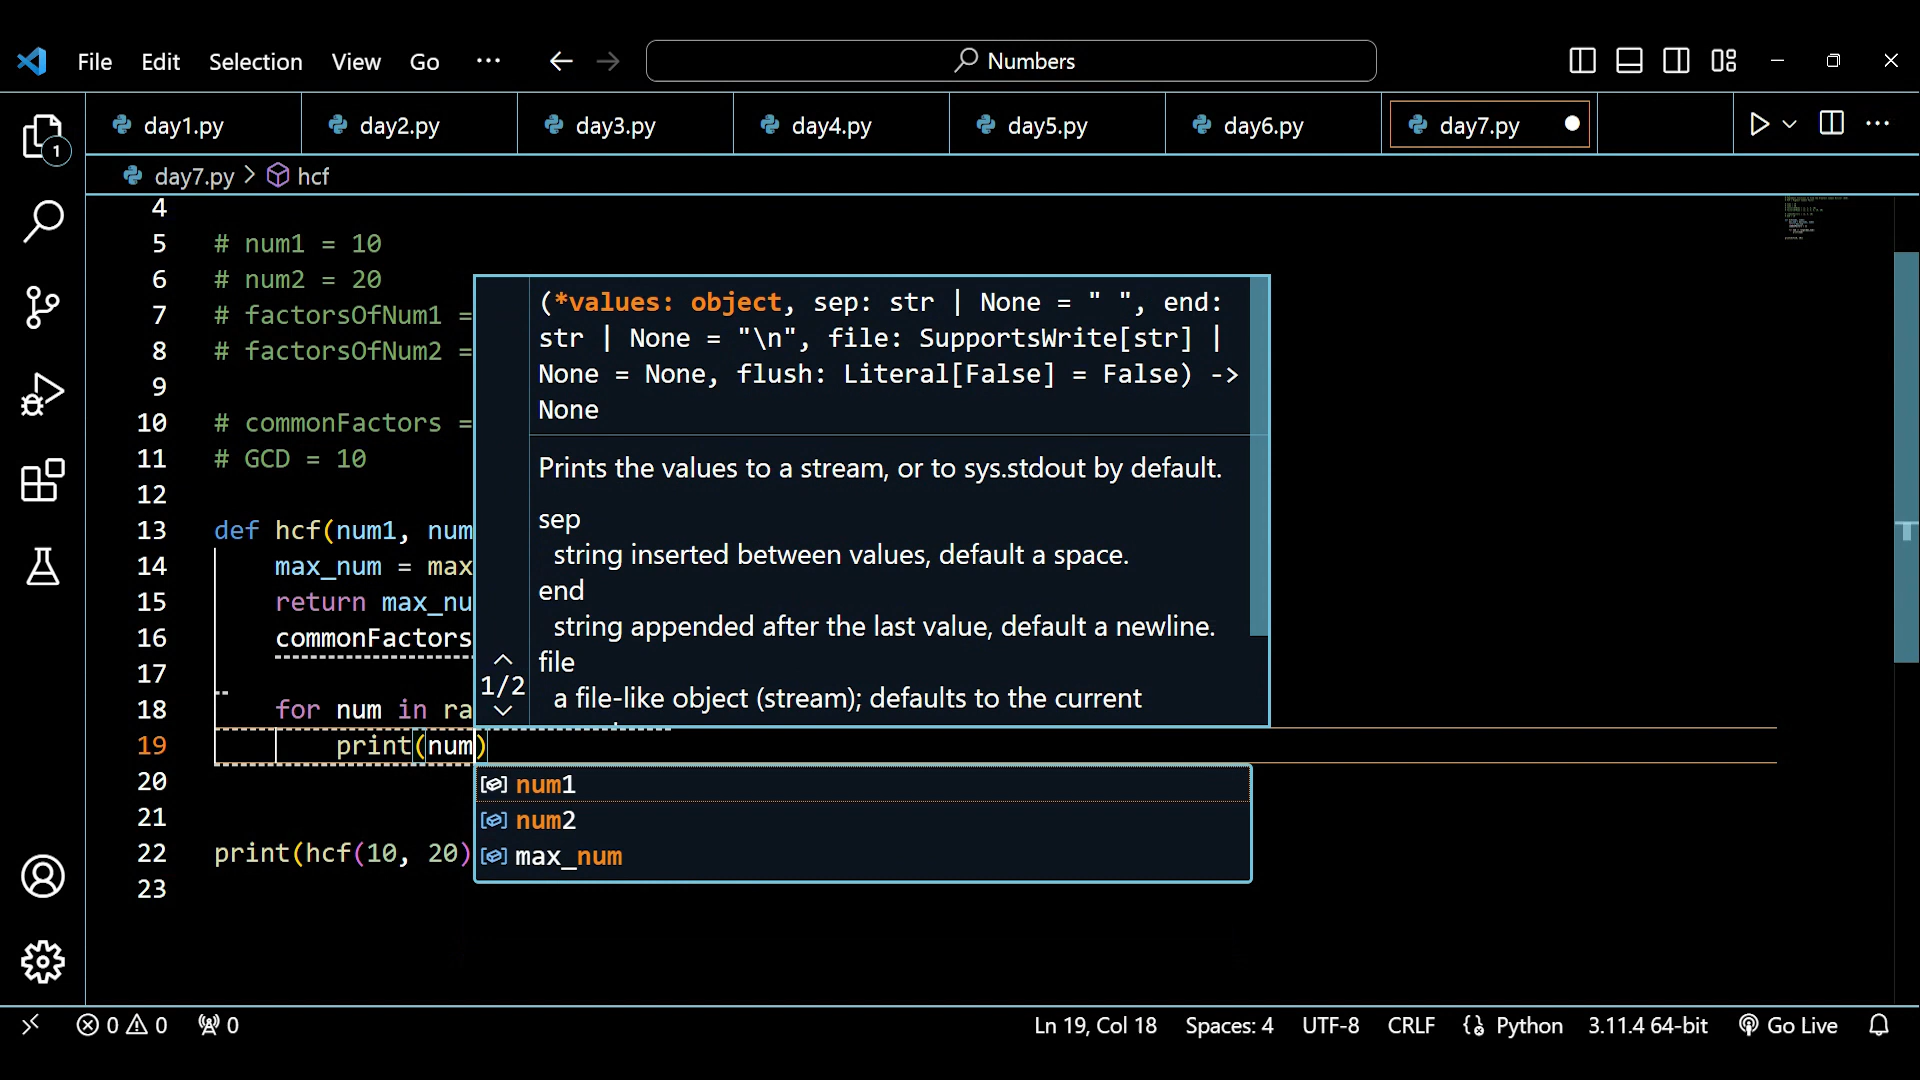 File Edit Selection View Go ··· Numbers
day1.py day2.py day3.py day4.py day5.py day6.py day7.py
1
day7.py > hcf
4
5 # num1 = 10
6 # num2 = 20
7 # factorsOfNum1 =
8 # factorsOfNum2 =
9
10 # commonFactors =
11 # GCD = 10
12
13 def hcf(num1, num
14 max_num = max
15 return max_nu
16 commonFactors
17
18 for num in ra
19 print(num)
20
21
22 print(hcf(10, 20)
23
(*values: object, sep: str | None = " ", end:
str | None = "\n", file: SupportsWrite[str] |
None = None, flush: Literal[False] = False) ->
None
Prints the values to a stream, or to sys.stdout by default.
sep
string inserted between values, default a space.
end
string appended after the last value, default a newline.
file
a file-like object (stream); defaults to the current
1/2
num1
num2
max_num
0 0 0 Ln 19, Col 18 Spaces: 4 UTF-8 CRLF Python 3.11.4 64-bit Go Live